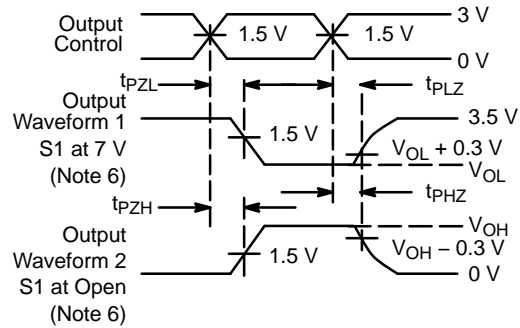 Output
Control
1.5 V
1.5 V
3 V
0 V
tPZL
tPLZ
Output
Waveform 1
S1 at 7 V
(Note 6)
1.5 V
3.5 V
VOL + 0.3 V
VOL
tPZH
tPHZ
Output
Waveform 2
S1 at Open
(Note 6)
1.5 V
VOH
VOH – 0.3 V
0 V